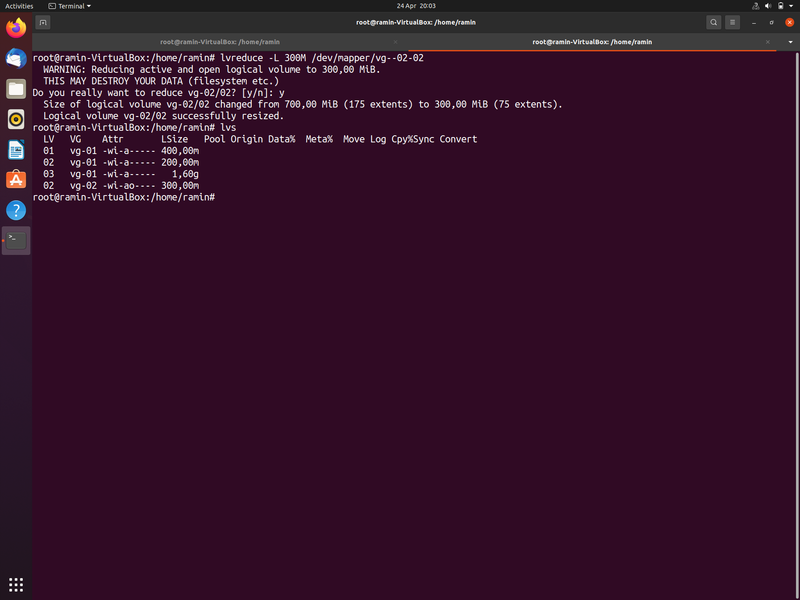 Activities
Terminal
24 Apr 20:03
root@ramin-VirtualBox: /home/ramin
root@ramin-VirtualBox: /home/ramin
root@ramin-VirtualBox: /home/ramin
root@ramin-VirtualBox:/home/ramin# lvreduce -L 300M /dev/mapper/vg--02-02
WARNING: Reducing active and open logical volume to 300,00 MiB.
THIS MAY DESTROY YOUR DATA (filesystem etc.)
Do you really want to reduce vg-02/02? [y/n]: y
Size of logical volume vg-02/02 changed from 700,00 MiB (175 extents) to 300,00 MiB (75 extents).
Logical volume vg-02/02 successfully resized.
root@ramin-VirtualBox:/home/ramin# lvs
LV VG Attr LSize Pool Origin Data% Meta% Move Log Cpy%Sync Convert
01 vg-01 -wi-a----- 400,00m
02 vg-01 -wi-a----- 200,00m
03 vg-01 -wi-a----- 1,60g
02 vg-02 -wi-ao---- 300,00m
root@ramin-VirtualBox:/home/ramin#